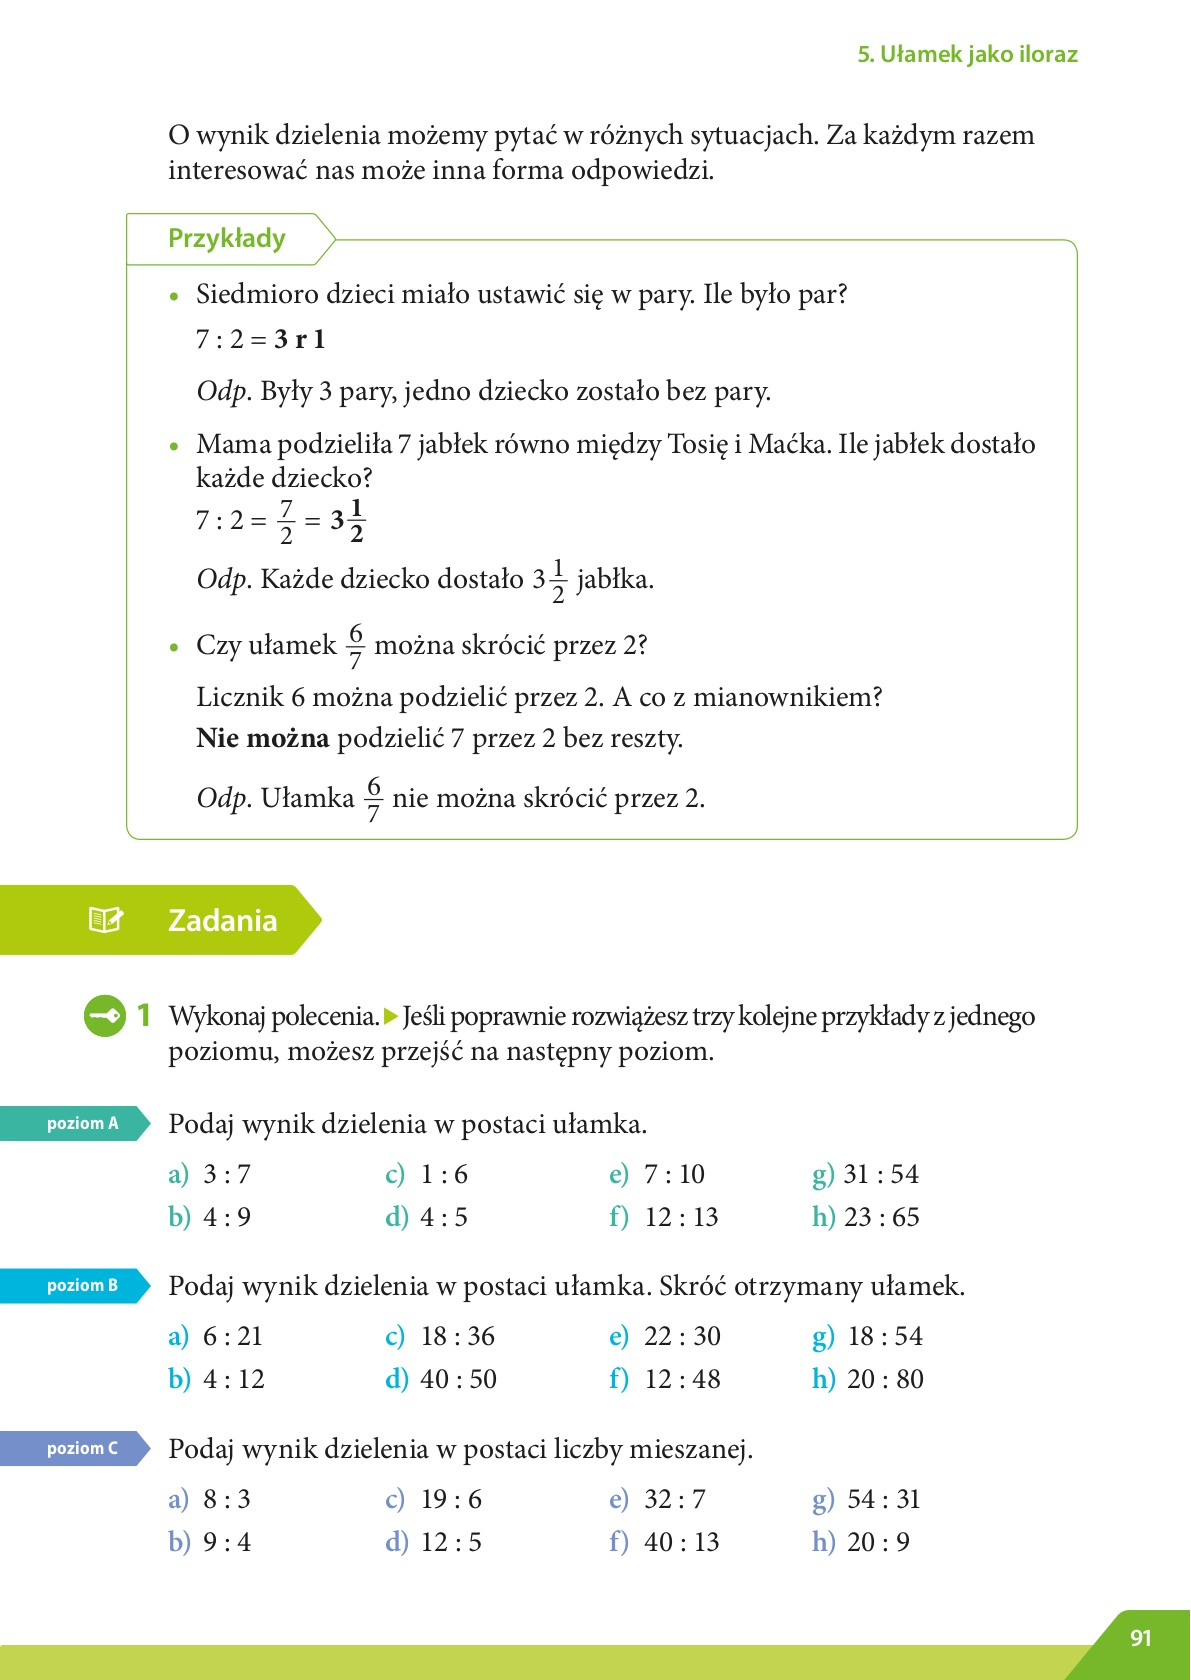 5. Ułamek jako iloraz
O wynik dzielenia możemy pytać w różnych sytuacjach. Za każdym razem
interesować nas może inna forma odpowiedzi.
Przykłady
• Siedmioro dzieci miało ustawić się w pary. Ile było par?
7 : 2 = 3 r 1
Odp. Były 3 pary, jedno dziecko zostało bez pary.
• Mama podzieliła 7 jabłek równo między Tosię i Maćka. Ile jabłek dostało
każde dziecko?
7 : 2 = 7/2 = 3 1/2
Odp. Każde dziecko dostało 3 1/2 jabłka.
• Czy ułamek 6/7 można skrócić przez 2?
Licznik 6 można podzielić przez 2. A co z mianownikiem?
Nie można podzielić 7 przez 2 bez reszty.
Odp. Ułamka 6/7 nie można skrócić przez 2.
Zadania
1 Wykonaj polecenia. ▶ Jeśli poprawnie rozwiążesz trzy kolejne przykłady z jednego
poziomu, możesz przejść na następny poziom.
poziom A Podaj wynik dzielenia w postaci ułamka.
a) 3 : 7 c) 1 : 6 e) 7 : 10 g) 31 : 54
b) 4 : 9 d) 4 : 5 f) 12 : 13 h) 23 : 65
poziom B Podaj wynik dzielenia w postaci ułamka. Skróć otrzymany ułamek.
a) 6 : 21 c) 18 : 36 e) 22 : 30 g) 18 : 54
b) 4 : 12 d) 40 : 50 f) 12 : 48 h) 20 : 80
poziom C Podaj wynik dzielenia w postaci liczby mieszanej.
a) 8 : 3 c) 19 : 6 e) 32 : 7 g) 54 : 31
b) 9 : 4 d) 12 : 5 f) 40 : 13 h) 20 : 9
91